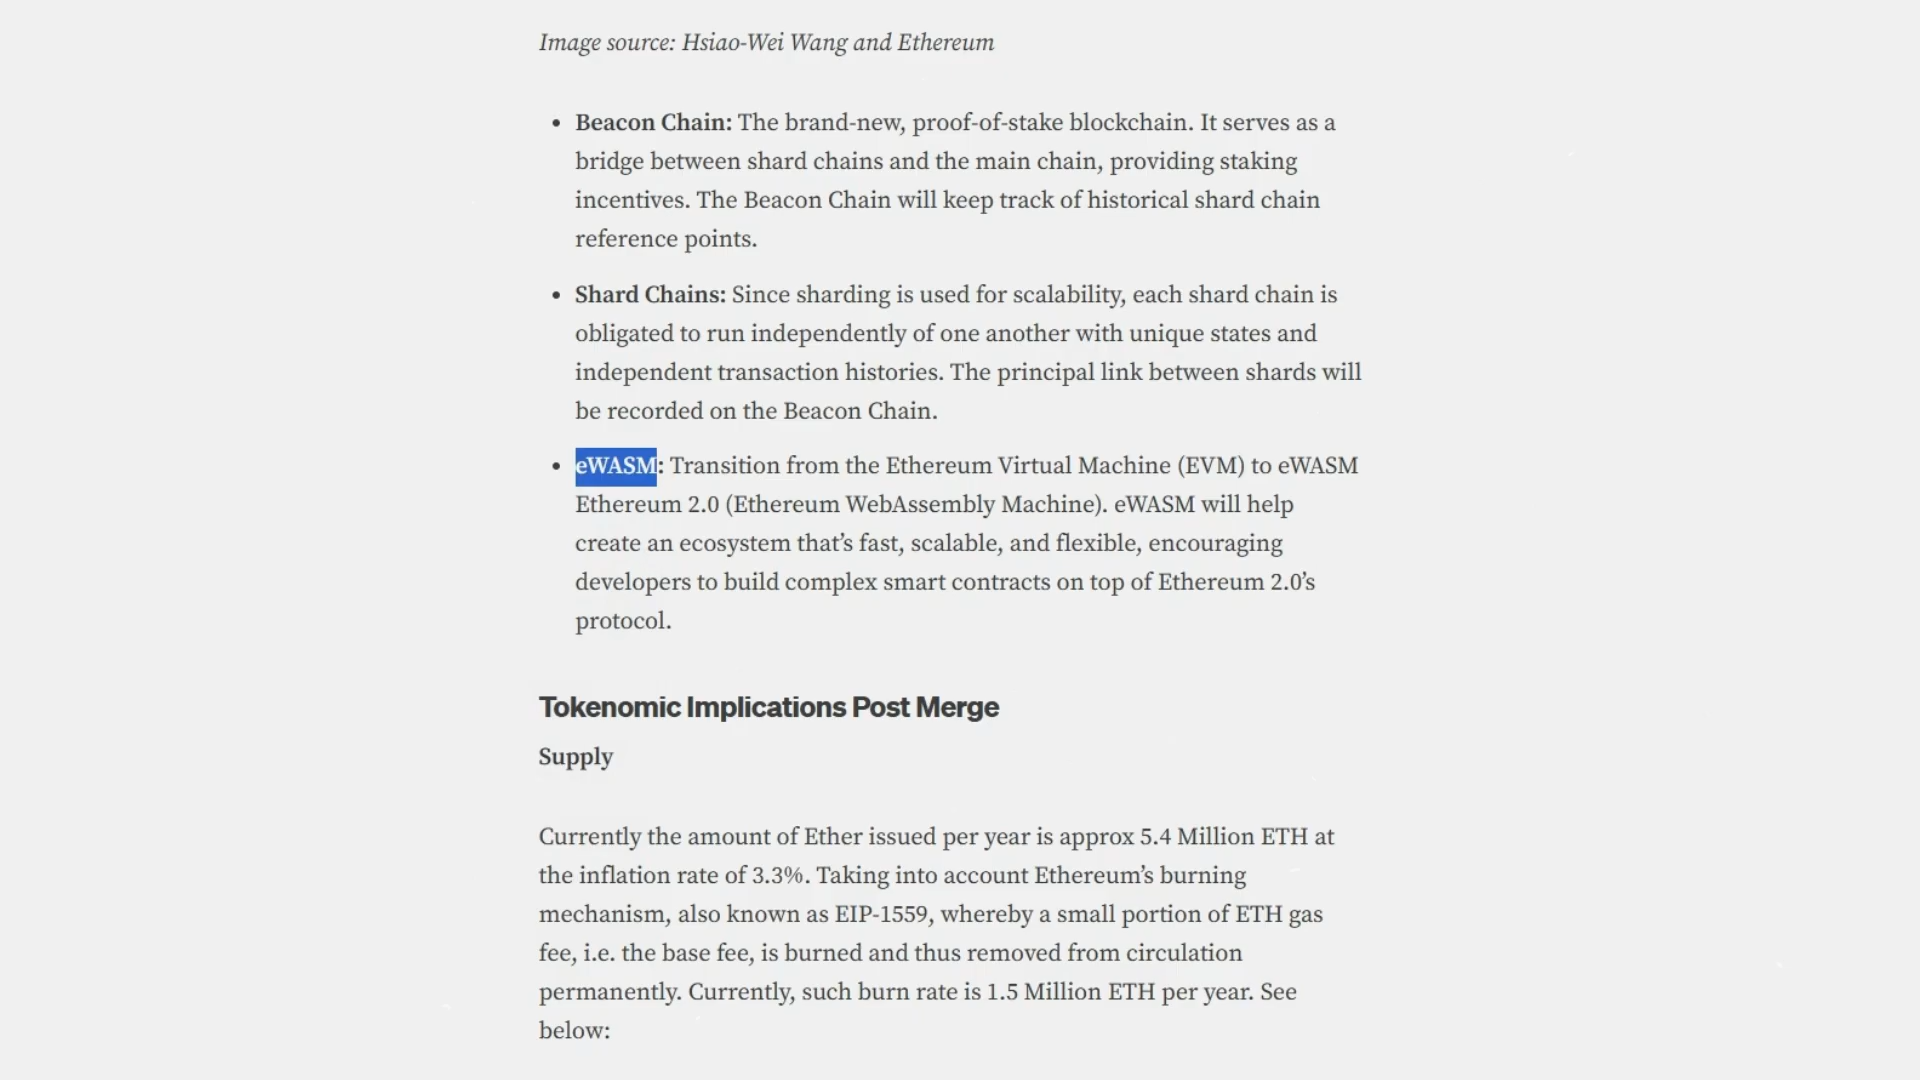 Image source: Hsiao-Wei Wang and Ethereum
• Beacon Chain: The brand-new, proof-of-stake blockchain. It serves as a
bridge between shard chains and the main chain, providing staking
incentives. The Beacon Chain will keep track of historical shard chain
reference points.
• Shard Chains: Since sharding is used for scalability, each shard chain is
obligated to run independently of one another with unique states and
independent transaction histories. The principal link between shards will
be recorded on the Beacon Chain.
• eWASM: Transition from the Ethereum Virtual Machine (EVM) to eWASM
Ethereum 2.0 (Ethereum WebAssembly Machine). eWASM will help
create an ecosystem that’s fast, scalable, and flexible, encouraging
developers to build complex smart contracts on top of Ethereum 2.0’s
protocol.
Tokenomic Implications Post Merge
Supply
Currently the amount of Ether issued per year is approx 5.4 Million ETH at
the inflation rate of 3.3%. Taking into account Ethereum’s burning
mechanism, also known as EIP-1559, whereby a small portion of ETH gas
fee, i.e. the base fee, is burned and thus removed from circulation
permanently. Currently, such burn rate is 1.5 Million ETH per year. See
below: